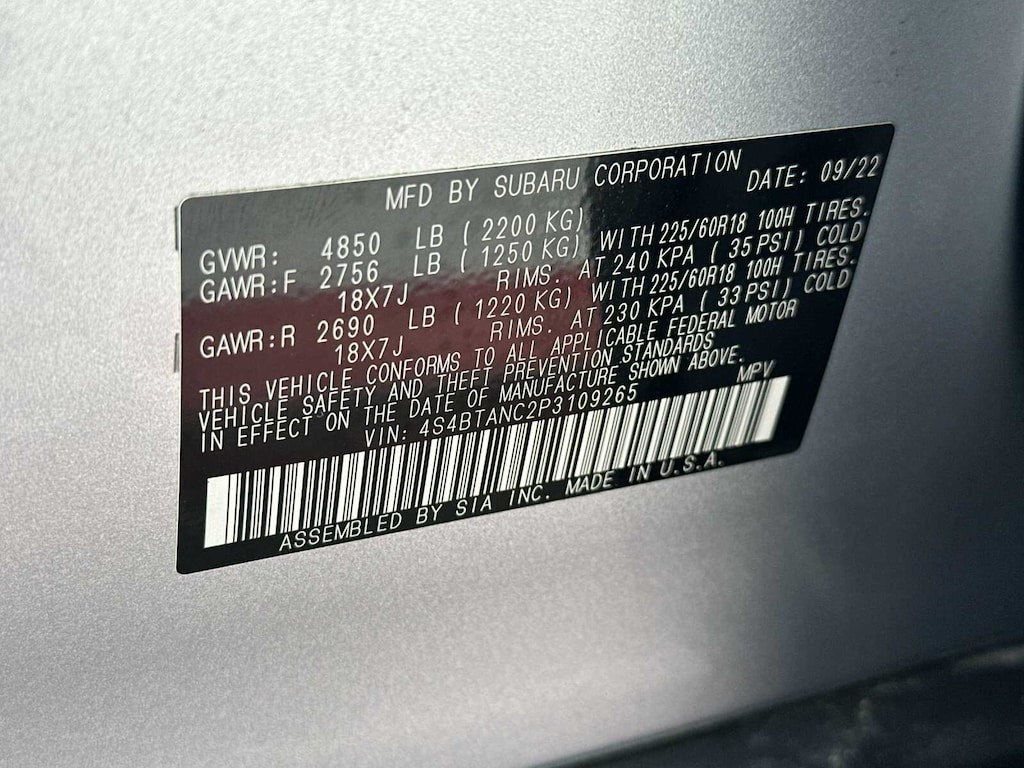 MFD BY SUBARU CORPORATION DATE: 09/22
GVWR: 4850 LB ( 2200 KG)
GAWR:F 2756 LB ( 1250 KG) WITH 225/60R18 100H TIRES.
18X7J RIMS. AT 240 KPA ( 35 PSI) COLD
GAWR:R 2690 LB ( 1220 KG) WITH 225/60R18 100H TIRES.
18X7J RIMS. AT 230 KPA ( 33 PSI) COLD
THIS VEHICLE CONFORMS TO ALL APPLICABLE FEDERAL MOTOR
VEHICLE SAFETY AND THEFT PREVENTION STANDARDS
IN EFFECT ON THE DATE OF MANUFACTURE SHOWN ABOVE.
VIN: 4S4BTANC2P3109265 MPV
ASSEMBLED BY SIA INC. MADE IN U.S.A.